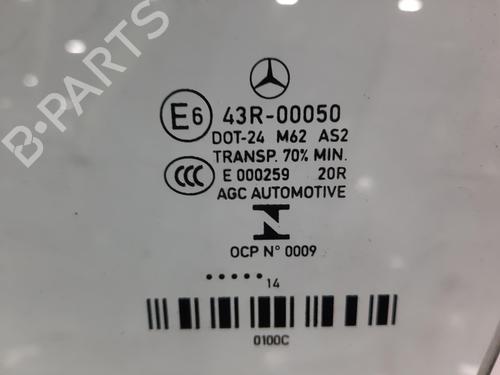 E6 43R-00050
DOT-24 M62 AS2
TRANSP. 70% MIN.
CCC E 000259 20R
AGC AUTOMOTIVE
N
OCP N° 0009
..... 14
0100C